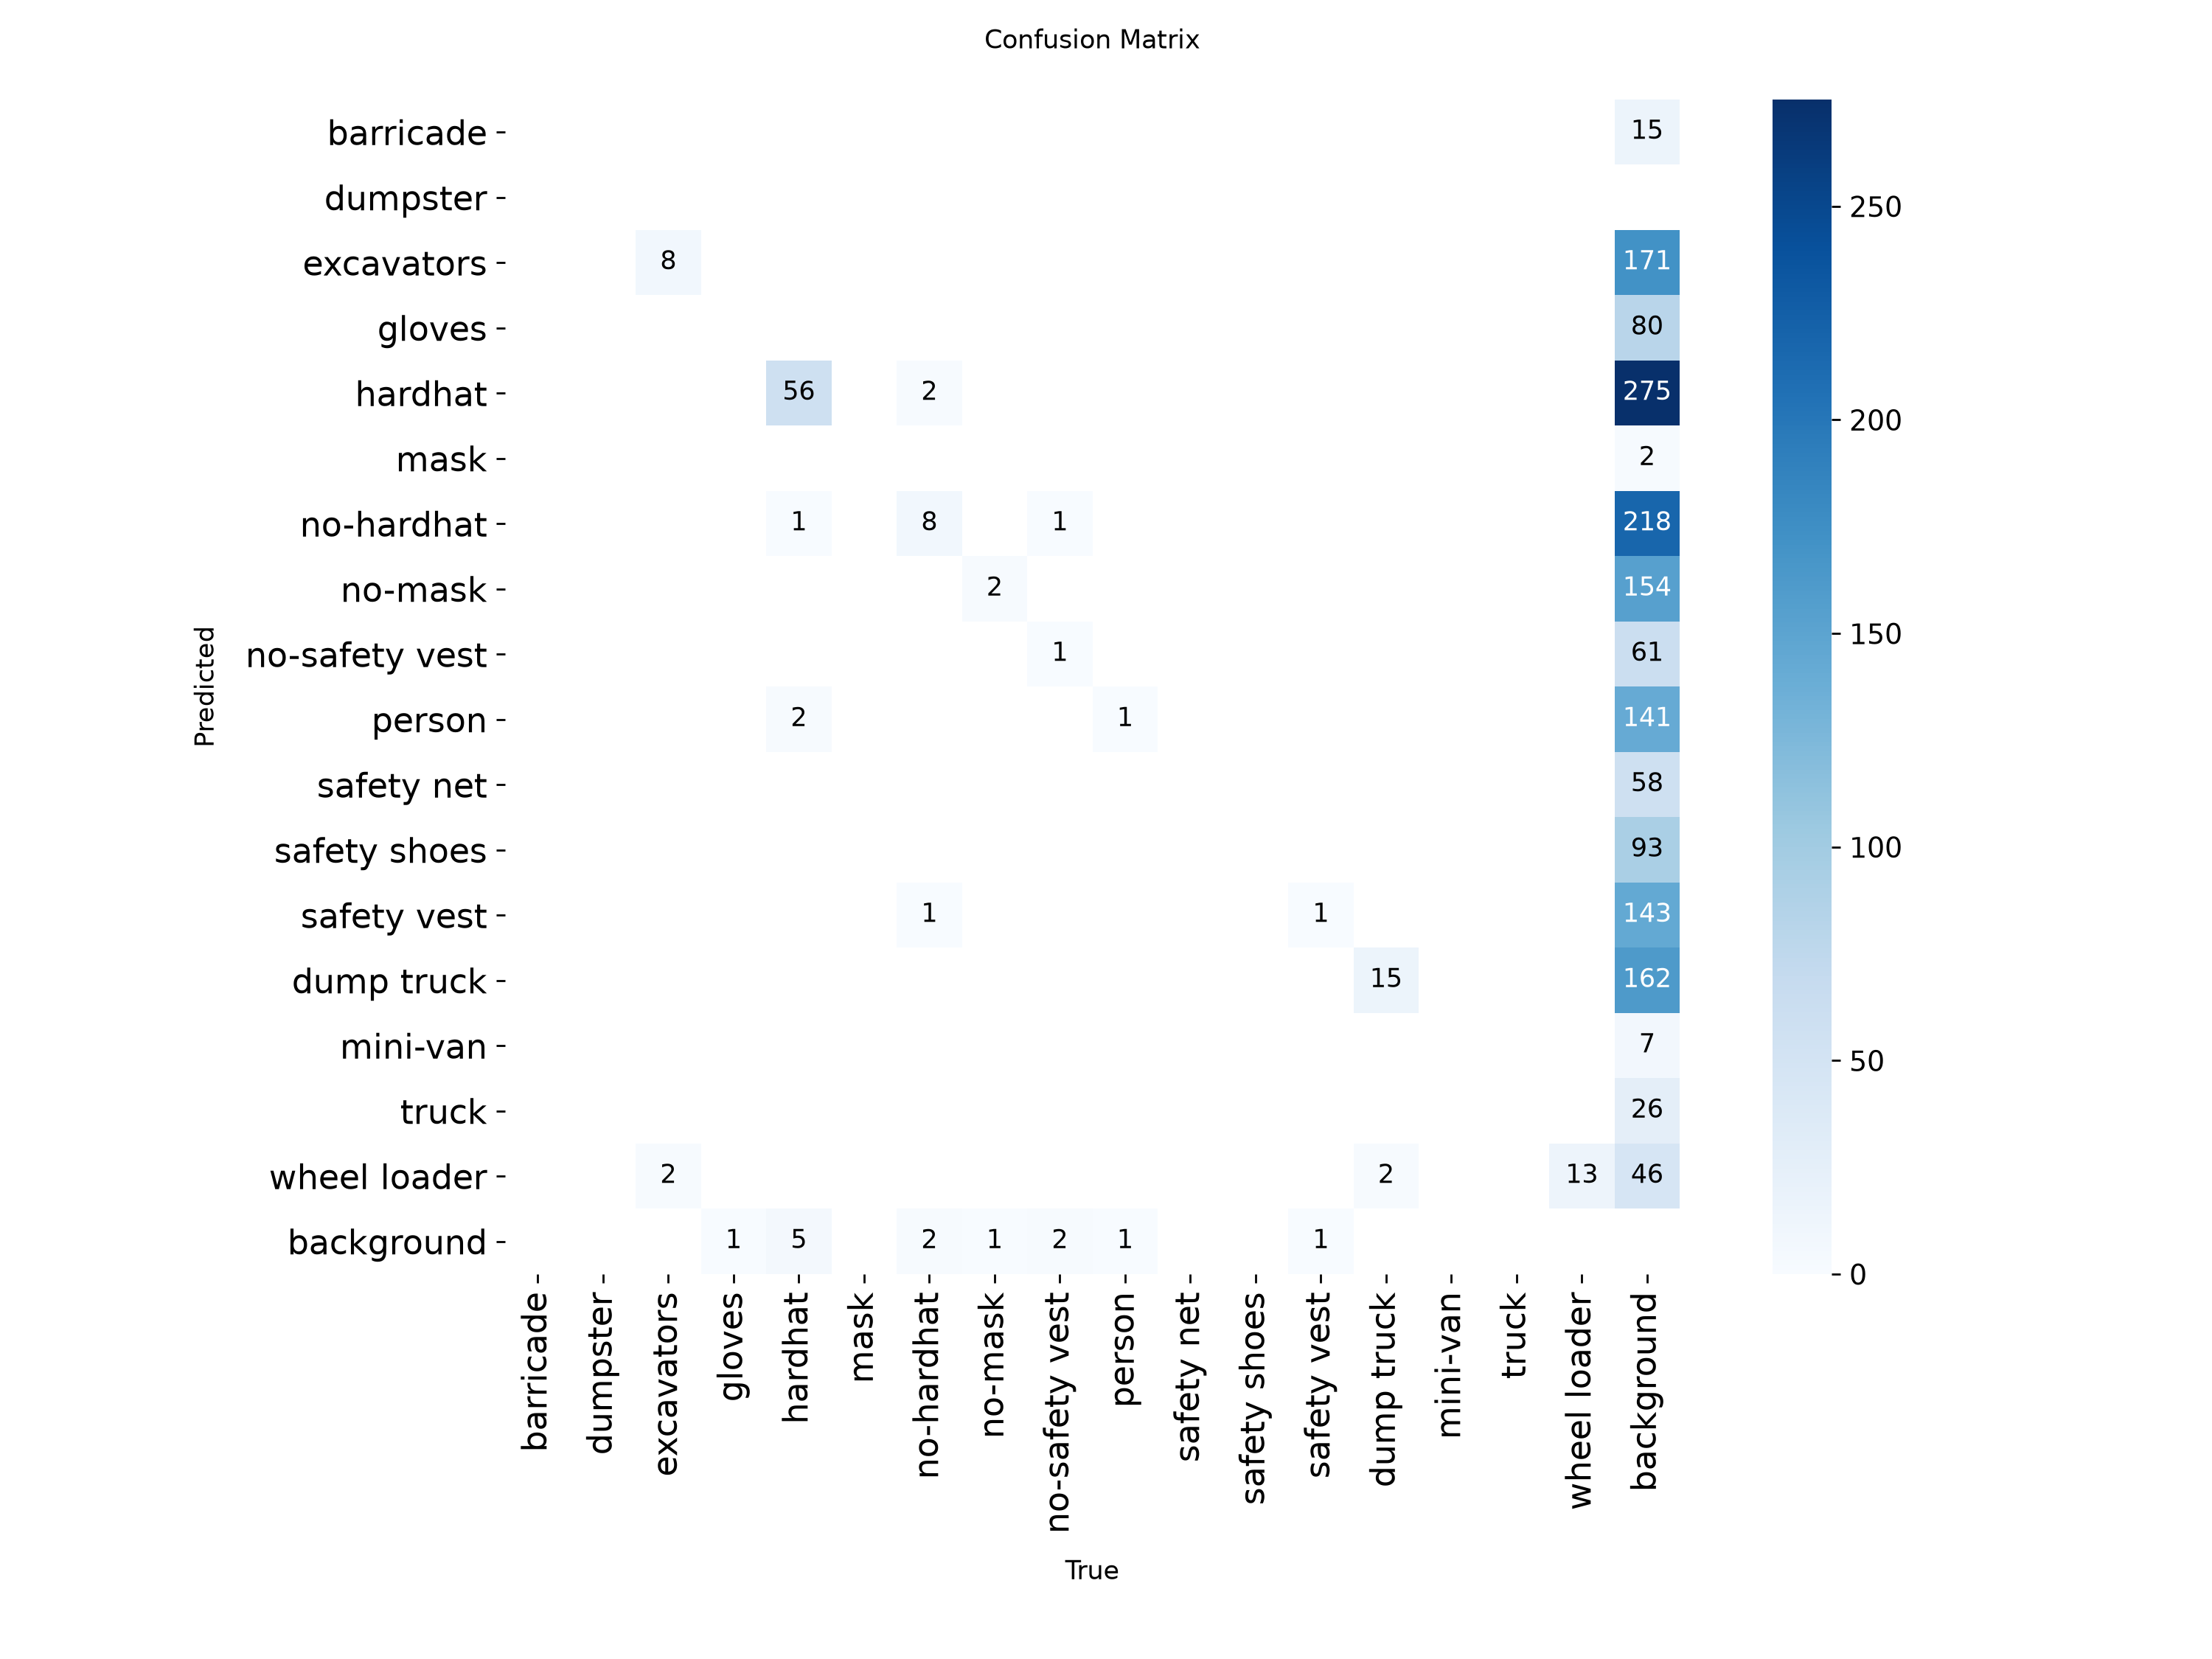 Confusion Matrix
barricade 15
dumpster
250
excavators 8 171
gloves 80
hardhat 56 2 275
200
mask 2
no-hardhat 1 8 1 218
no-mask 2 154
150
no-safety vest 1 61
Predicted
person 2 1 141
safety net 58
safety shoes 93
100
safety vest 1 1 143
dump truck 15 162
mini-van 7
50
truck 26
wheel loader 2 2 13 46
background 1 5 2 1 2 1 1
0
barricade
dumpster
excavators
gloves
hardhat
mask
no-hardhat
no-mask
no-safety vest
person
safety net
safety shoes
safety vest
dump truck
mini-van
truck
wheel loader
background
True